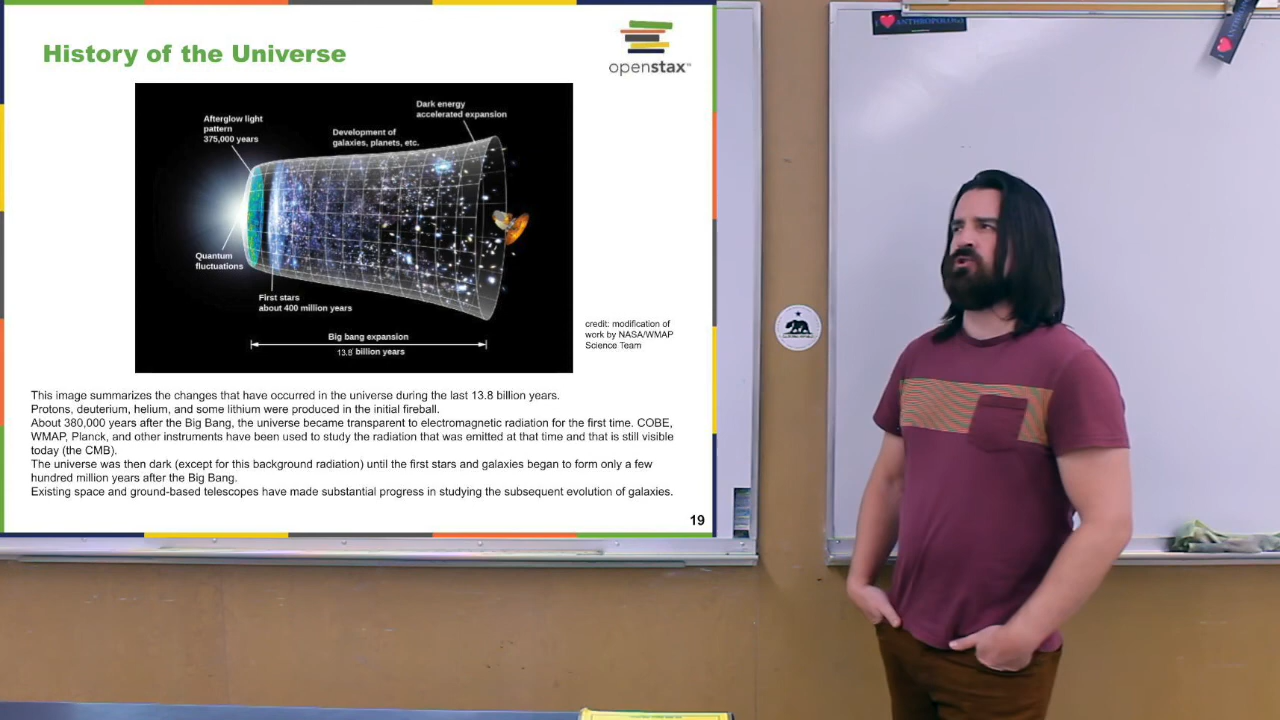 History of the Universe
openstax™
Afterglow light
pattern
375,000 years
Development of
galaxies, planets, etc.
Dark energy
accelerated expansion
Quantum
fluctuations
First stars
about 400 million years
Big bang expansion
13.8 billion years
credit: modification of
work by NASA/WMAP
Science Team
This image summarizes the changes that have occurred in the universe during the last 13.8 billion years.
Protons, deuterium, helium, and some lithium were produced in the initial fireball.
About 380,000 years after the Big Bang, the universe became transparent to electromagnetic radiation for the first time. COBE,
WMAP, Planck, and other instruments have been used to study the radiation that was emitted at that time and that is still visible
today (the CMB).
The universe was then dark (except for this background radiation) until the first stars and galaxies began to form only a few
hundred million years after the Big Bang.
Existing space and ground-based telescopes have made substantial progress in studying the subsequent evolution of galaxies.
19
I ANTHROPOLOGY
I